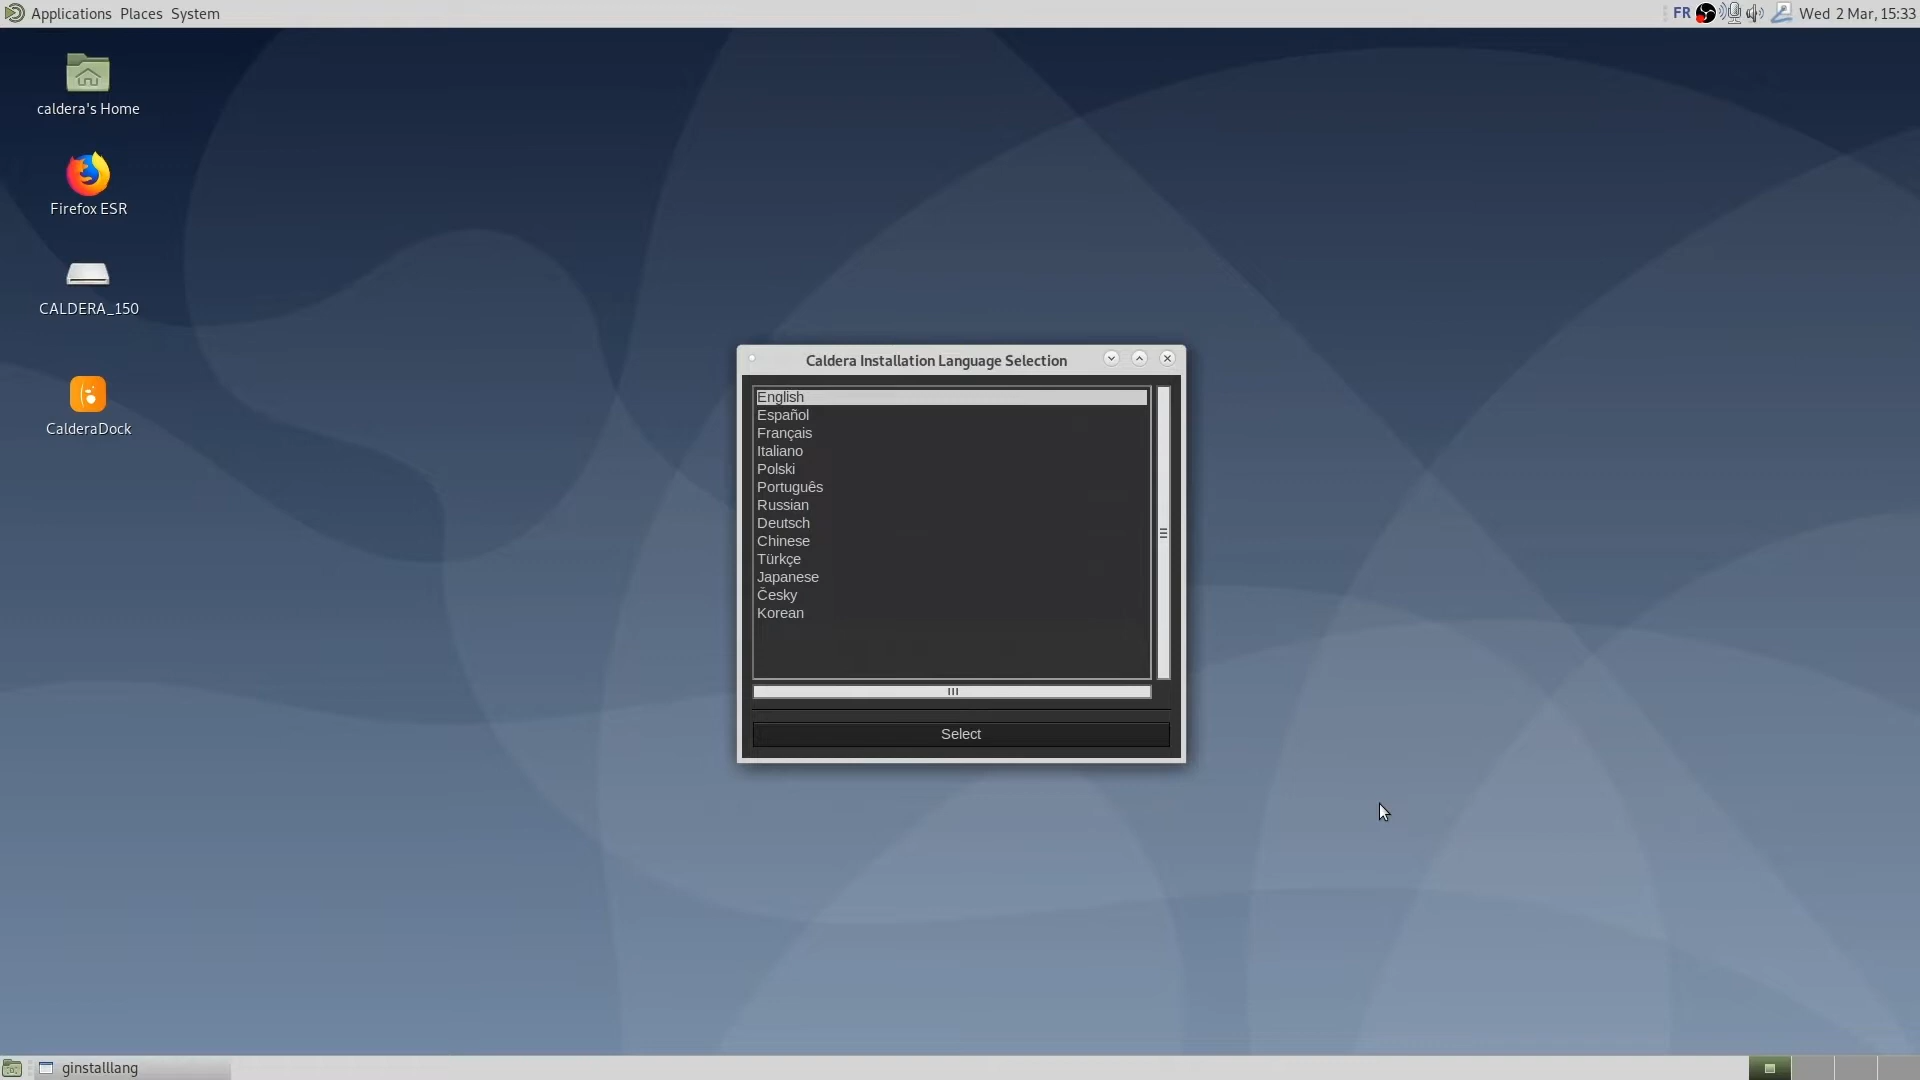 Applications Places System
FR Wed 2 Mar, 15:33
caldera's Home
Firefox ESR
CALDERA_150
CalderaDock
Caldera Installation Language Selection
English
Español
Français
Italiano
Polski
Português
Russian
Deutsch
Chinese
Türkçe
Japanese
Česky
Korean
Select
ginstalllang